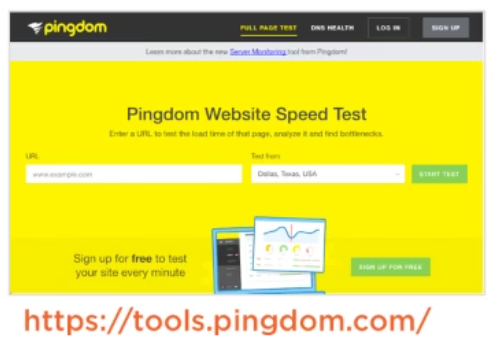 pingdom
FULL PAGE TEST DNS HEALTH LOG IN SIGN UP
Learn more about the new Server Monitoring tool from Pingdom!
Pingdom Website Speed Test
Enter a URL to test the load time of that page, analyze it and find bottlenecks.
URL Test from
www.example.com Dallas, Texas, USA START TEST
Sign up for free to test
your site every minute
SIGN UP FOR FREE
https://tools.pingdom.com/